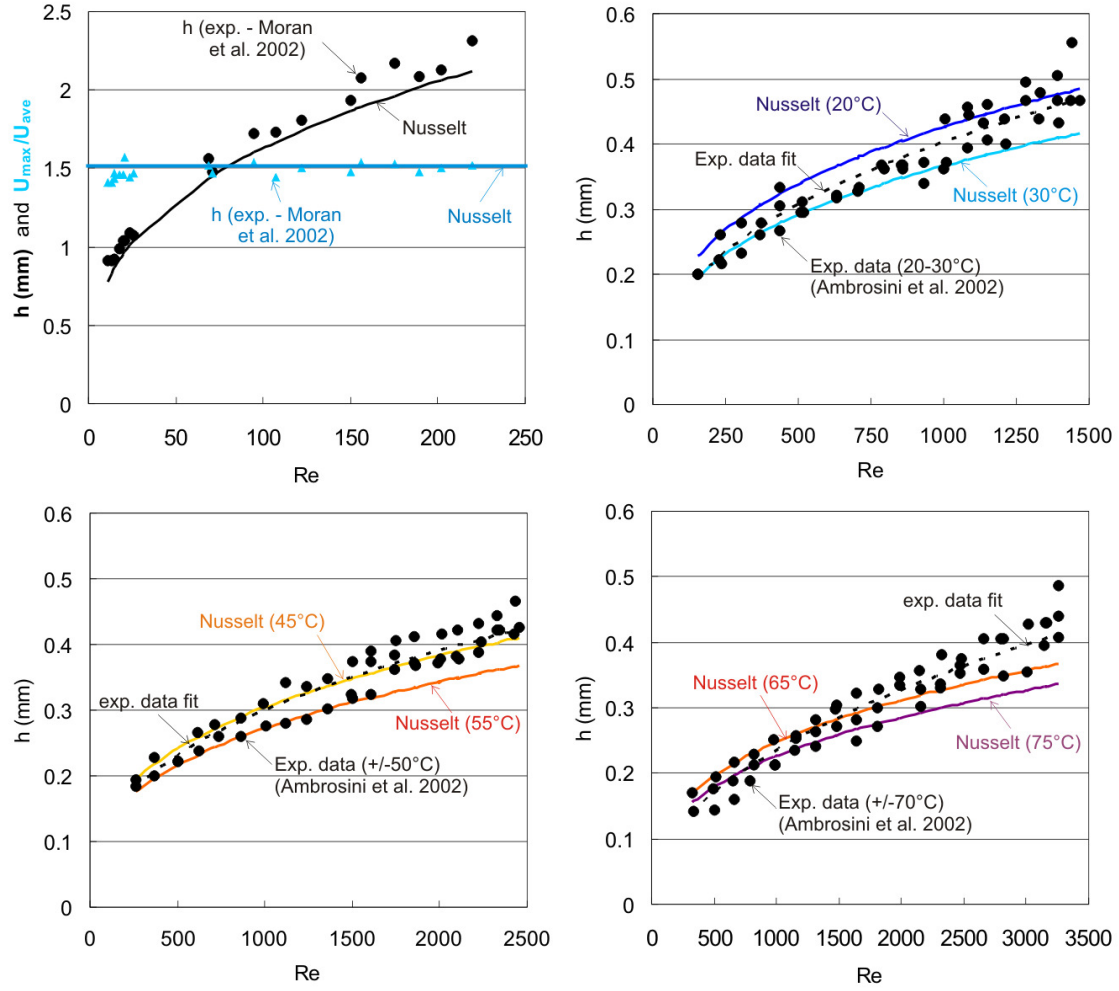 2.5
2
1.5
1
0.5
0
h (mm) and Umax/Uave
h (exp. - Moran
et al. 2002)
Nusselt
h (exp. - Moran
et al. 2002)
Nusselt
0 50 100 150 200 250
Re
0.6
0.5
0.4
0.3
0.2
0.1
0
h (mm)
Nusselt (20°C)
Exp. data fit
Nusselt (30°C)
Exp. data (20-30°C)
(Ambrosini et al. 2002)
0 250 500 750 1000 1250 1500
Re
0.6
0.5
0.4
0.3
0.2
0.1
0
h (mm)
Nusselt (45°C)
exp. data fit
Nusselt (55°C)
Exp. data (+/-50°C)
(Ambrosini et al. 2002)
0 500 1000 1500 2000 2500
Re
0.6
0.5
0.4
0.3
0.2
0.1
0
h (mm)
exp. data fit
Nusselt (65°C)
Nusselt (75°C)
Exp. data (+/-70°C)
(Ambrosini et al. 2002)
0 500 1000 1500 2000 2500 3000 3500
Re